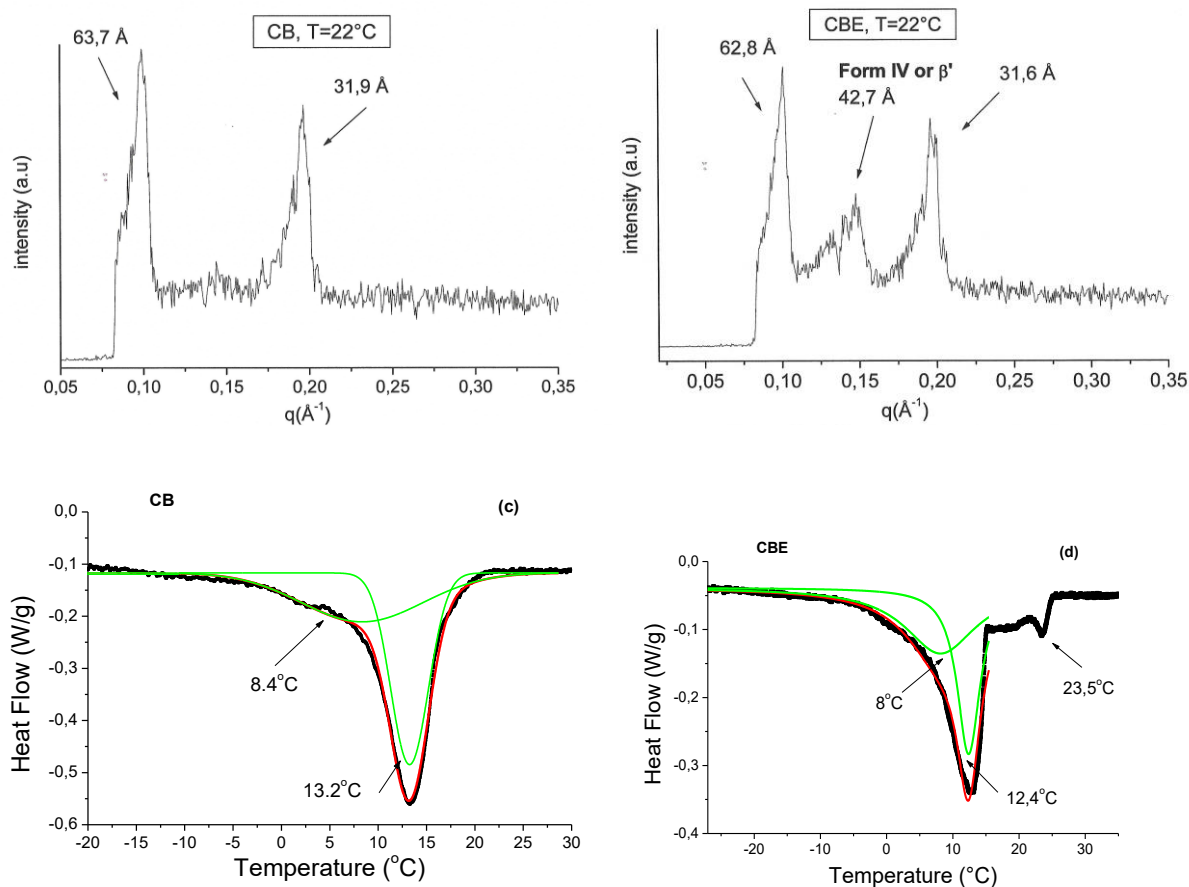 CB, T=22°C
63,7 Å
31,9 Å
intensity (a.u)
0,05 0,10 0,15 0,20 0,25 0,30 0,35
q(Å⁻¹)
CBE, T=22°C
62,8 Å
Form IV or β'
42,7 Å
31,6 Å
intensity (a.u)
0,05 0,10 0,15 0,20 0,25 0,30 0,35
q(Å⁻¹)
CB
(c)
0,0
-0,1
-0,2
-0,3
-0,4
-0,5
-0,6
Heat Flow (W/g)
8.4°C
13.2°C
-20 -15 -10 -5 0 5 10 15 20 25 30
Temperature (°C)
CBE
(d)
0,0
-0,1
-0,2
-0,3
-0,4
Heat Flow (W/g)
8°C
23,5°C
12,4°C
-20 -10 0 10 20 30
Temperature (°C)